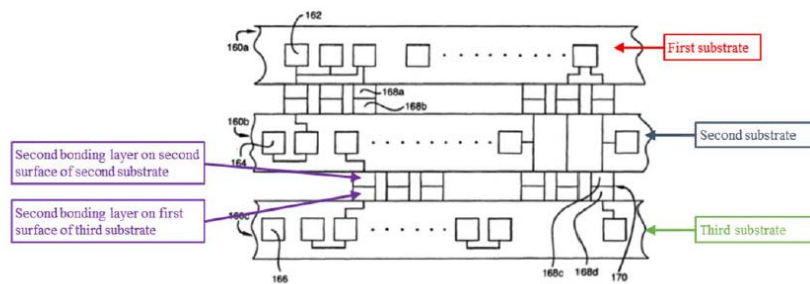 162
160a
First substrate
168a
168b
160b
Second substrate
164
Second bonding layer on second
surface of second substrate
Second bonding layer on first
surface of third substrate
160c
Third substrate
166
168c
168d
170